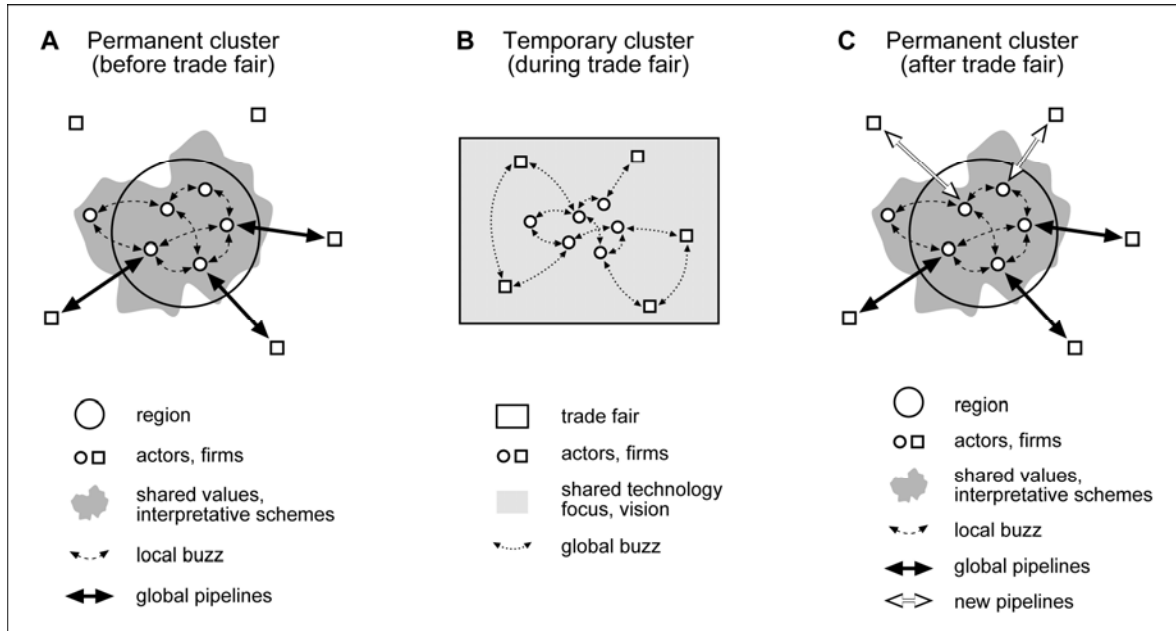 A Permanent cluster
(before trade fair)
region
actors, firms
shared values,
interpretative schemes
local buzz
global pipelines
B Temporary cluster
(during trade fair)
trade fair
actors, firms
shared technology
focus, vision
global buzz
C Permanent cluster
(after trade fair)
region
actors, firms
shared values,
interpretative schemes
local buzz
global pipelines
new pipelines